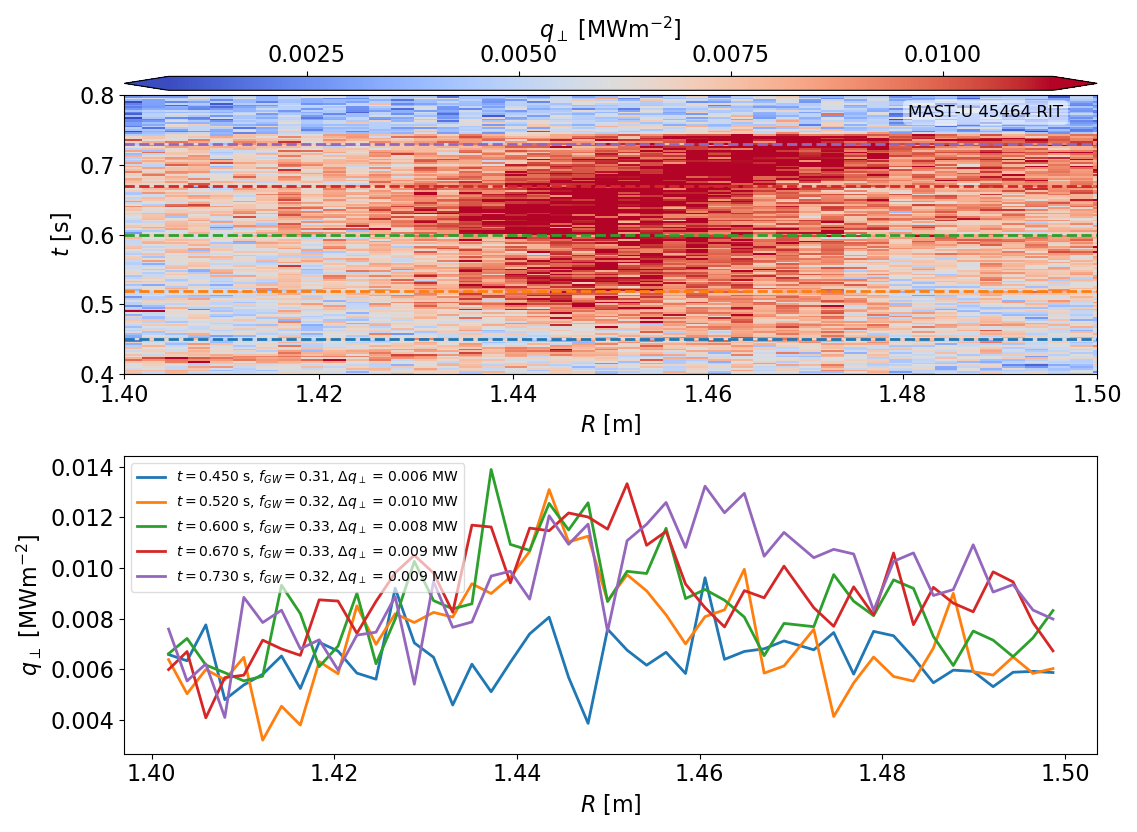 q⊥ [MWm⁻²]
0.0025 0.0050 0.0075 0.0100
MAST-U 45464 RIT
0.8
0.7
0.6
0.5
0.4
t [s]
1.40 1.42 1.44 1.46 1.48 1.50
R [m]
0.014
0.012
0.010
0.008
0.006
0.004
q⊥ [MWm⁻²]
t = 0.450 s, f_GW = 0.31, Δq⊥ = 0.006 MW
t = 0.520 s, f_GW = 0.32, Δq⊥ = 0.010 MW
t = 0.600 s, f_GW = 0.33, Δq⊥ = 0.008 MW
t = 0.670 s, f_GW = 0.33, Δq⊥ = 0.009 MW
t = 0.730 s, f_GW = 0.32, Δq⊥ = 0.009 MW
1.40 1.42 1.44 1.46 1.48 1.50
R [m]